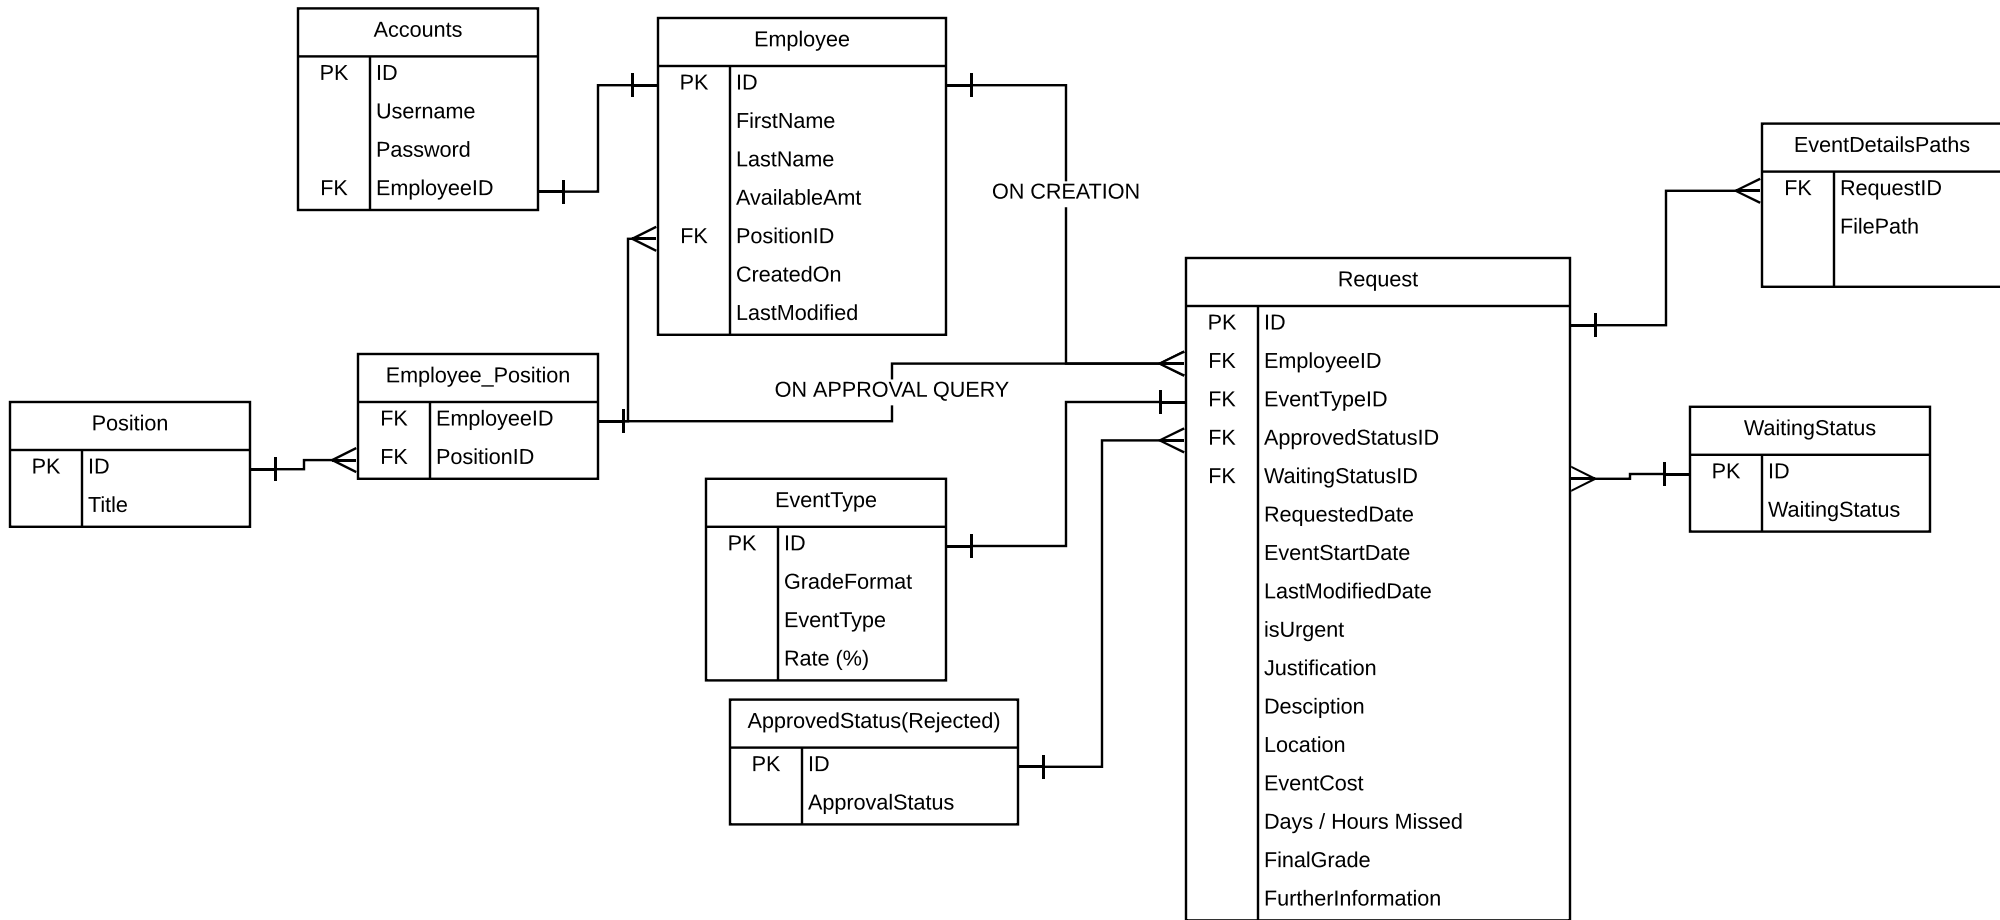 Accounts
PK ID
Username
Password
FK EmployeeID
Employee
PK ID
FirstName
LastName
AvailableAmt
FK PositionID
CreatedOn
LastModified
ON CREATION
EventDetailsPaths
FK RequestID
FilePath
Position
PK ID
Title
Employee_Position
FK EmployeeID
FK PositionID
ON APPROVAL QUERY
Request
PK ID
FK EmployeeID
FK EventTypeID
FK ApprovedStatusID
FK WaitingStatusID
RequestedDate
EventStartDate
LastModifiedDate
isUrgent
Justification
Desciption
Location
EventCost
Days / Hours Missed
FinalGrade
FurtherInformation
WaitingStatus
PK ID
WaitingStatus
EventType
PK ID
GradeFormat
EventType
Rate (%)
ApprovedStatus(Rejected)
PK ID
ApprovalStatus